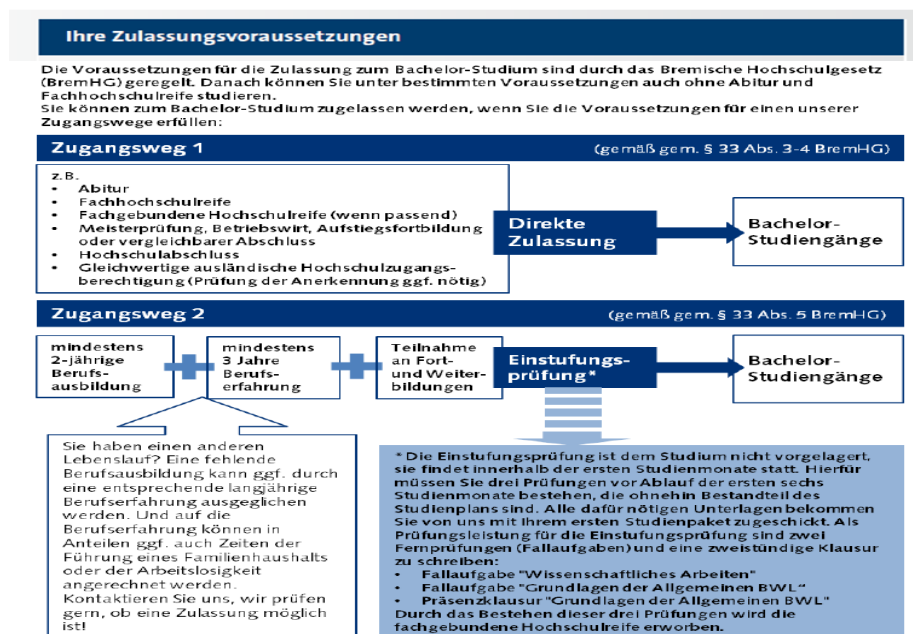 Ihre Zulassungsvoraussetzungen
Die Voraussetzungen für die Zulassung zum Bachelor-Studium sind durch das Bremische Hochschulgesetz
(BremHG) geregelt. Danach können Sie unter bestimmten Voraussetzungen auch ohne Abitur und
Fachhochschulreife studieren.
Sie können zum Bachelor-Studium zugelassen werden, wenn Sie die Voraussetzungen für einen unserer
Zugangswege erfüllen:
Zugangsweg 1 (gemäß gem. § 33 Abs. 3-4 BremHG)
z.B.
• Abitur
• Fachhochschulreife
• Fachgebundene Hochschulreife (wenn passend)
• Meisterprüfung, Betriebswirt, Aufstiegsfortbildung
oder vergleichbarer Abschluss
• Hochschulabschluss
• Gleichwertige ausländische Hochschulzugangs-
berechtigung (Prüfung der Anerkennung ggf. nötig)
Direkte
Zulassung
Bachelor-
Studiengänge
Zugangsweg 2 (gemäß gem. § 33 Abs. 5 BremHG)
mindestens
2-jährige
Berufs-
ausbildung
mindestens
3 Jahre
Berufs-
erfahrung
Teilnahme
an Fort-
und Weiter-
bildungen
Einstufungs-
prüfung*
Bachelor-
Studiengänge
Sie haben einen anderen
Lebenslauf? Eine fehlende
Berufsausbildung kann ggf. durch
eine entsprechende langjährige
Berufserfahrung ausgeglichen
werden. Und auf die
Berufserfahrung können in
Anteilen ggf. auch Zeiten der
Führung eines Familienhaushalts
oder der Arbeitslosigkeit
angerechnet werden.
Kontaktieren Sie uns, wir prüfen
gern, ob eine Zulassung möglich
ist!
* Die Einstufungsprüfung ist dem Studium nicht vorgelagert,
sie findet innerhalb der ersten Studienmonate statt. Hierfür
müssen Sie drei Prüfungen vor Ablauf der ersten sechs
Studienmonate bestehen, die ohnehin Bestandteil des
Studienplans sind. Alle dafür nötigen Unterlagen bekommen
Sie von uns mit Ihrem ersten Studienpaket zugeschickt. Als
Prüfungsleistung für die Einstufungsprüfung sind zwei
Fernprüfungen (Fallaufgaben) und eine zweistündige Klausur
zu schreiben:
• Fallaufgabe "Wissenschaftliches Arbeiten"
• Fallaufgabe "Grundlagen der Allgemeinen BWL"
• Präsenzklausur "Grundlagen der Allgemeinen BWL"
Durch das Bestehen dieser drei Prüfungen wird die
fachgebundene Hochschulreife erworben.